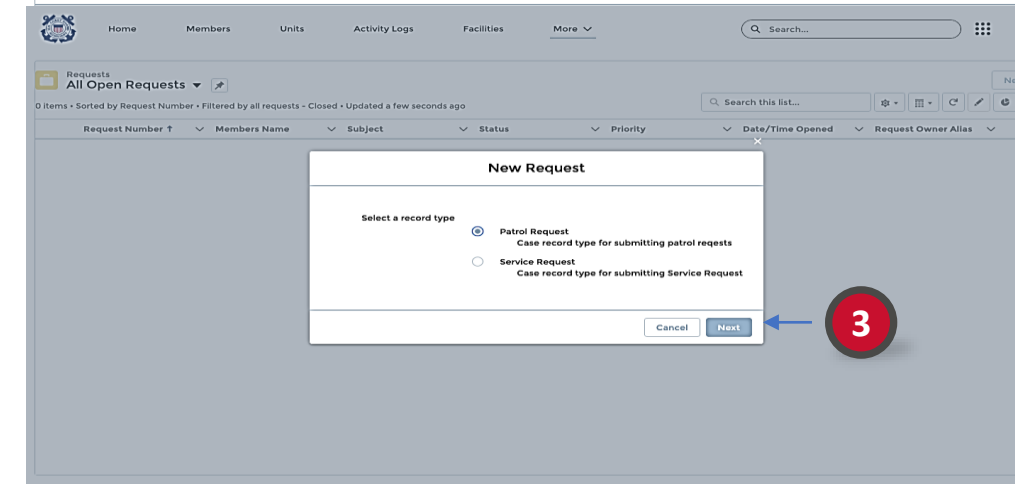 Home Members Units Activity Logs Facilities More Search...
Requests
All Open Requests
0 items • Sorted by Request Number • Filtered by all requests - Closed • Updated a few seconds ago
Search this list...
Request Number ↑ Members Name Subject Status Priority Date/Time Opened Request Owner Alias
New Request
Select a record type
Patrol Request
Case record type for submitting patrol reqests
Service Request
Case record type for submitting Service Request
Cancel Next
3